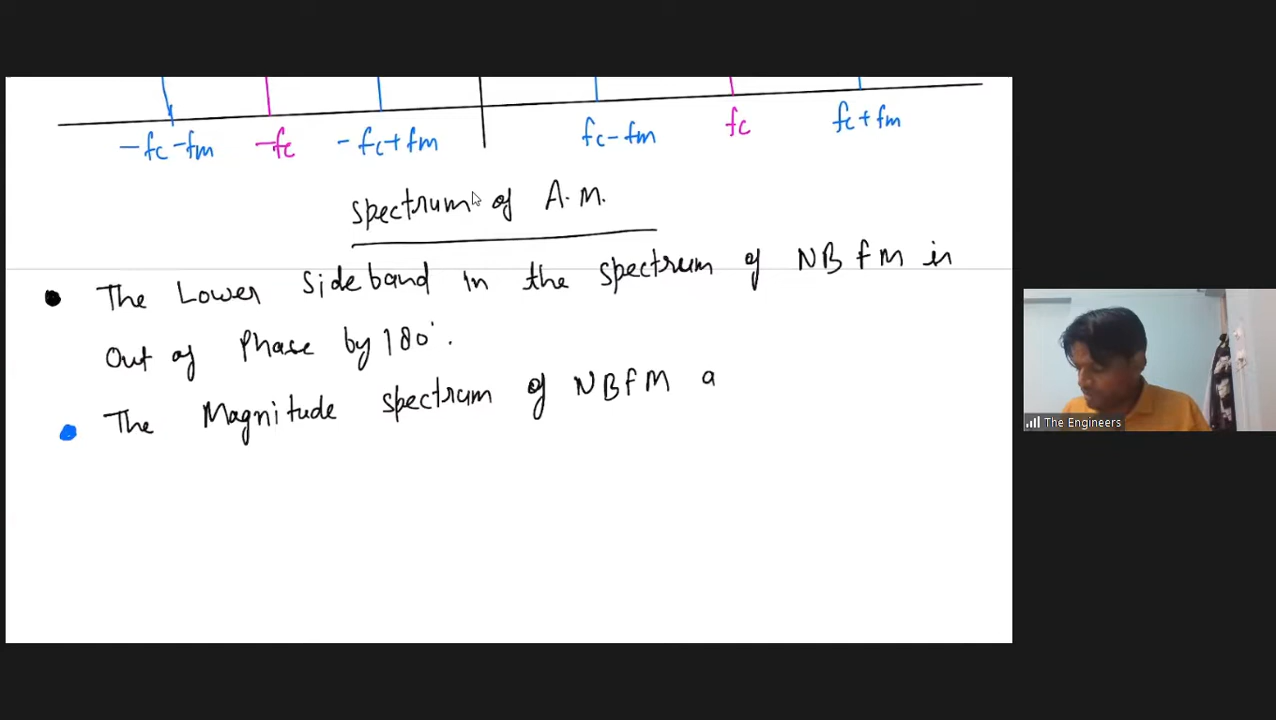 -fc-fm -fc -fc+fm fc-fm fc fc+fm
spectrum of A.M.
The Lower Sideband in the spectrum of NBFM in
Out of Phase by 180°.
The Magnitude spectrum of NBFM a
The Engineers